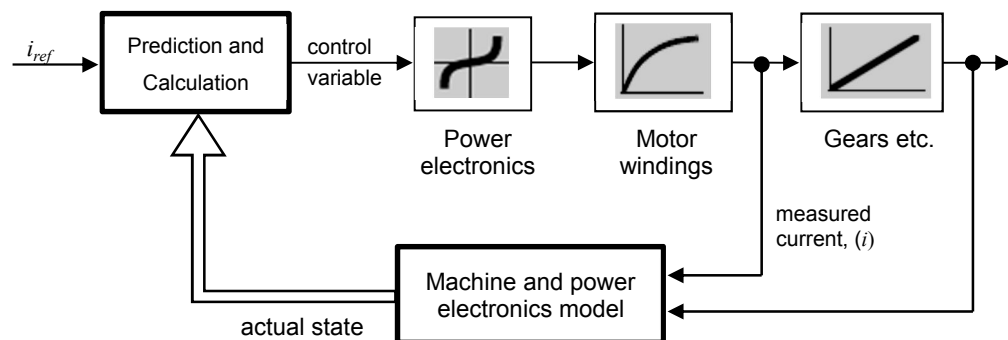 i_ref
Prediction and
Calculation
control
variable
Power
electronics
Motor
windings
Gears etc.
measured
current, (i)
Machine and power
electronics model
actual state